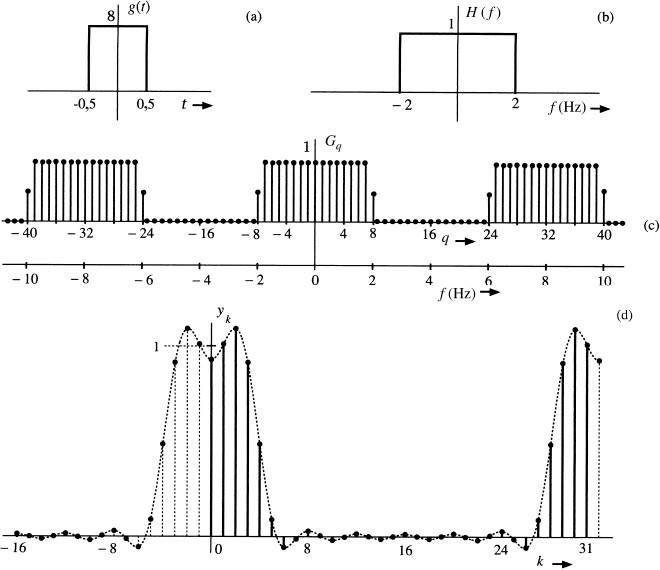 8 g(t) (a)
-0,5 0,5 t
1 H(f) (b)
-2 2 f(Hz)
1 G_q
-40 -32 -24 -16 -8 -4 4 8 16 q 24 32 40 (c)
-10 -8 -6 -4 -2 0 2 4 6 8 10
f(Hz)
y_k (d)
1
-16 -8 0 8 16 24 k 31